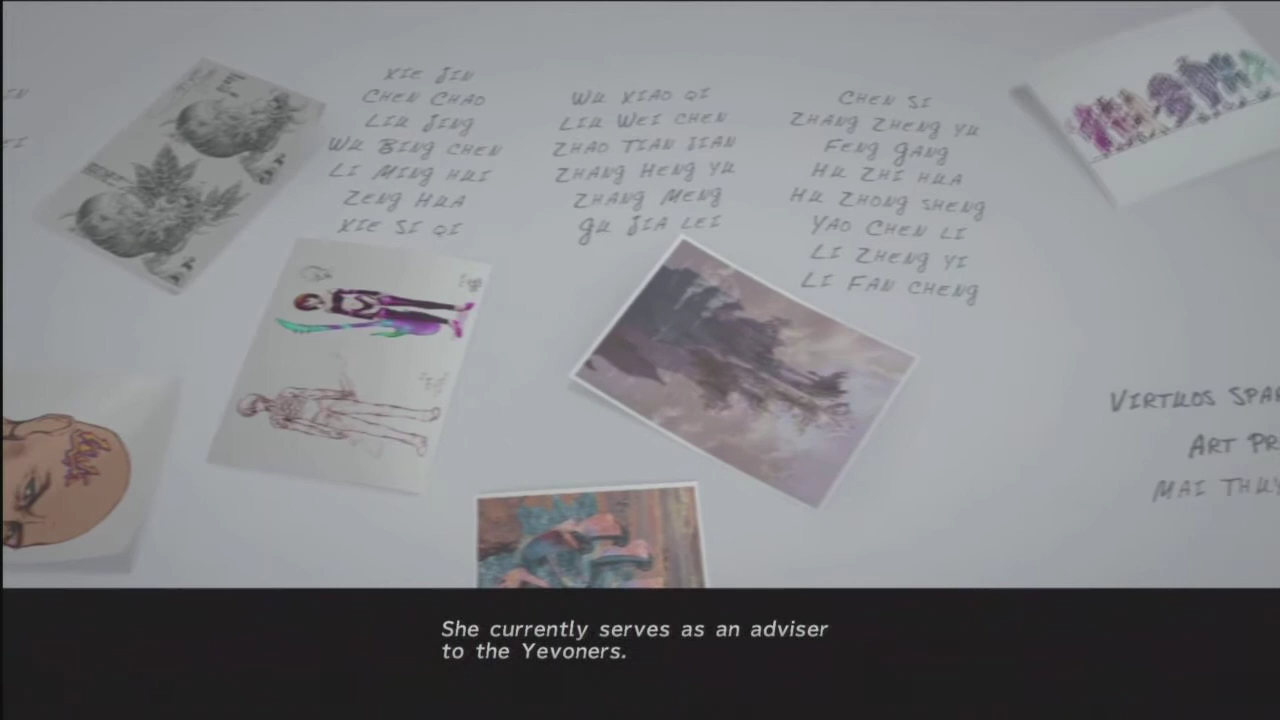 XIE JIN
CHEN CHAO
LIU JING
WU BING CHEN
LI MING HUI
ZENG HUA
XIE SI QI
WU XIAO QI
LIU WEI CHEN
ZHAO TIAN JIAN
ZHANG HENG YU
ZHANG MENG
GU JIA LEI
CHEN SI
ZHANG ZHENG YU
FENG GANG
HU ZHI HUA
HU ZHONG SHENG
YAO CHEN LI
LI ZHENG YI
LI FAN CHENG
VIRTUOS
ART
MAI
She currently serves as an adviser
to the Yevoners.